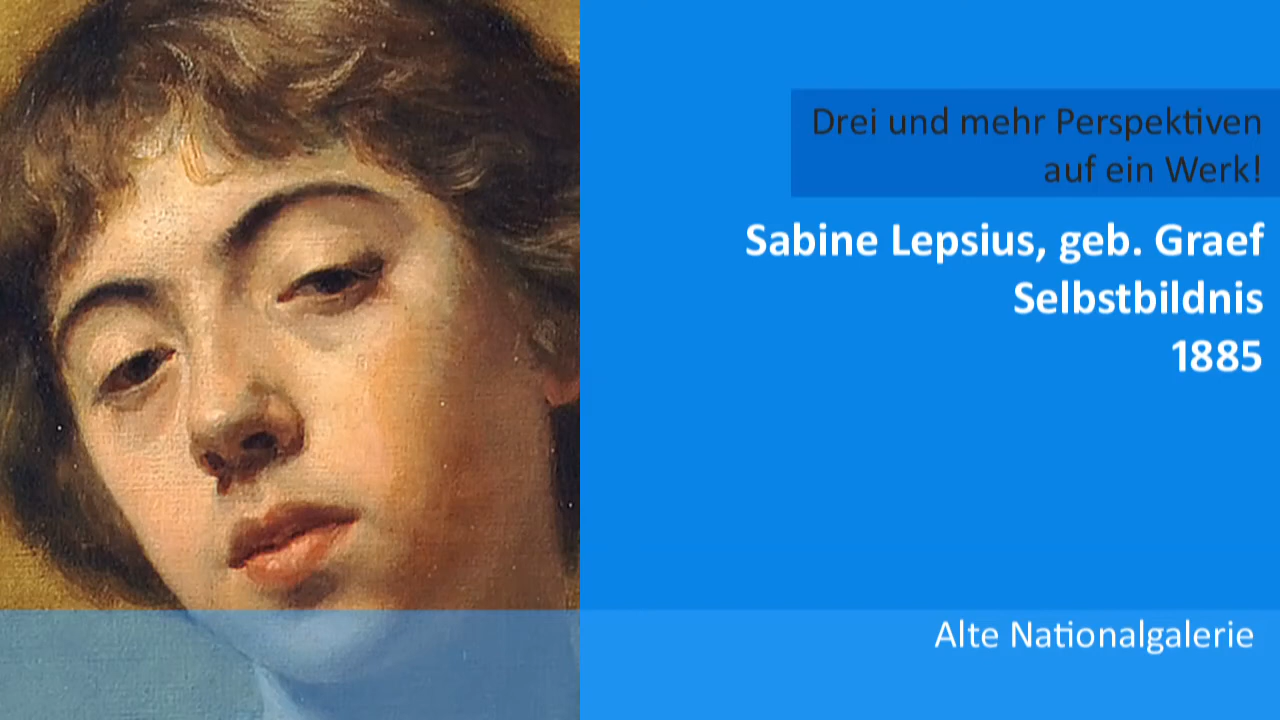 Drei und mehr Perspektiven
auf ein Werk!
Sabine Lepsius, geb. Graef
Selbstbildnis
1885
Alte Nationalgalerie